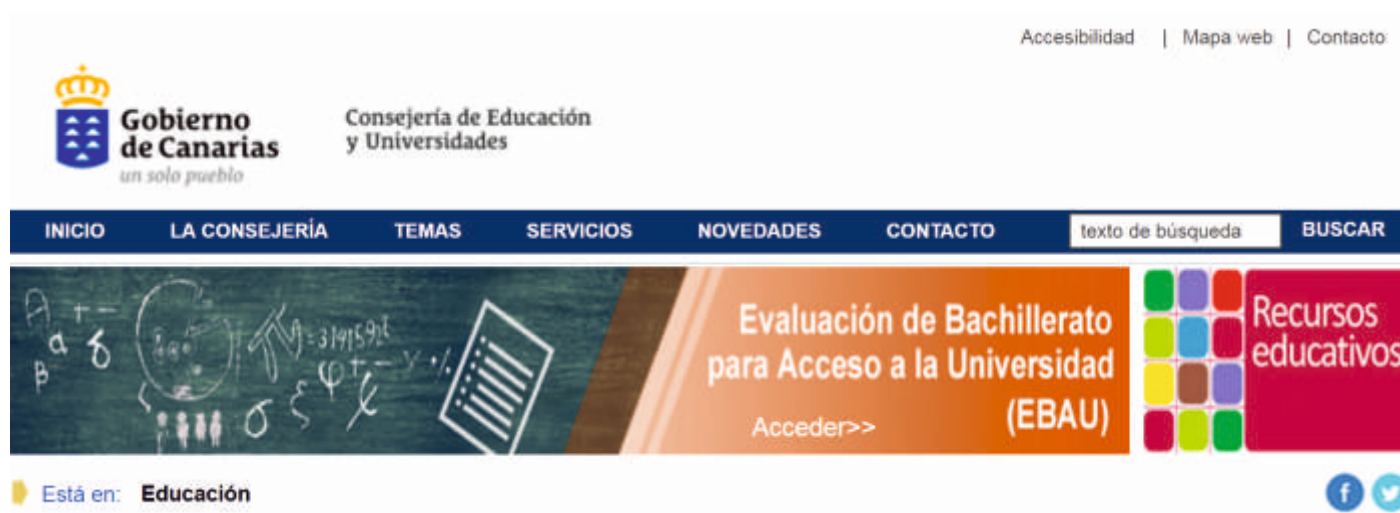 Accesibilidad | Mapa web | Contacto
Gobierno
de Canarias
un solo pueblo
Consejería de Educación
y Universidades
INICIO LA CONSEJERÍA TEMAS SERVICIOS NOVEDADES CONTACTO texto de búsqueda BUSCAR
Evaluación de Bachillerato
para Acceso a la Universidad
(EBAU)
Acceder>>
Recursos
educativos
Está en: Educación